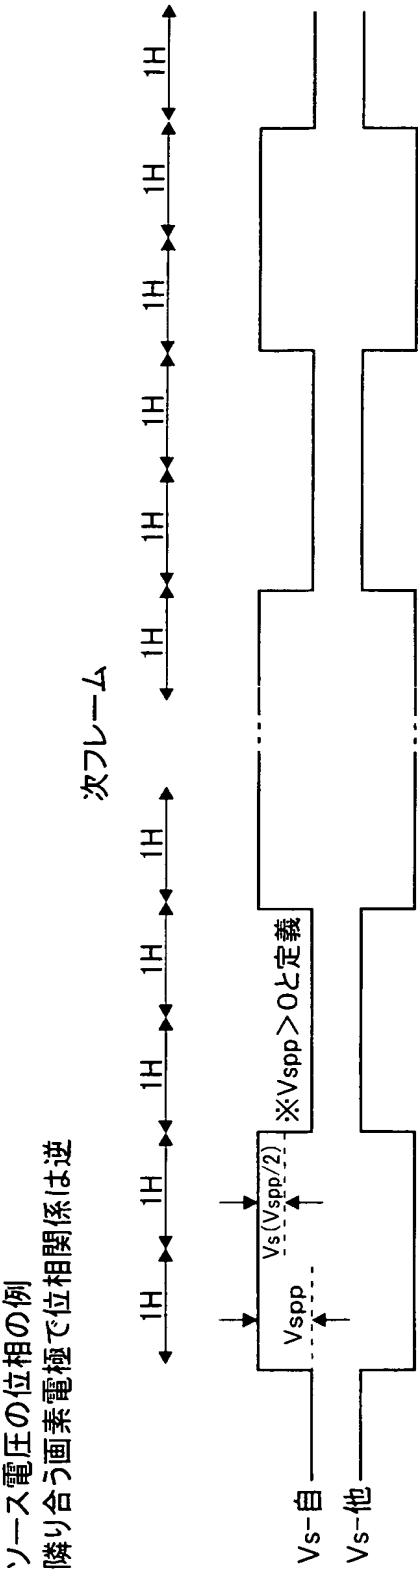 ソース電圧の位相の例
隣り合う画素電極で位相関係は逆
次フレーム
1H
1H
1H
1H
1H
1H
1H
1H
1H
1H
1H
1H
Vs-自
Vspp
Vs(Vspp/2)
※Vspp>0と定義
Vs-他